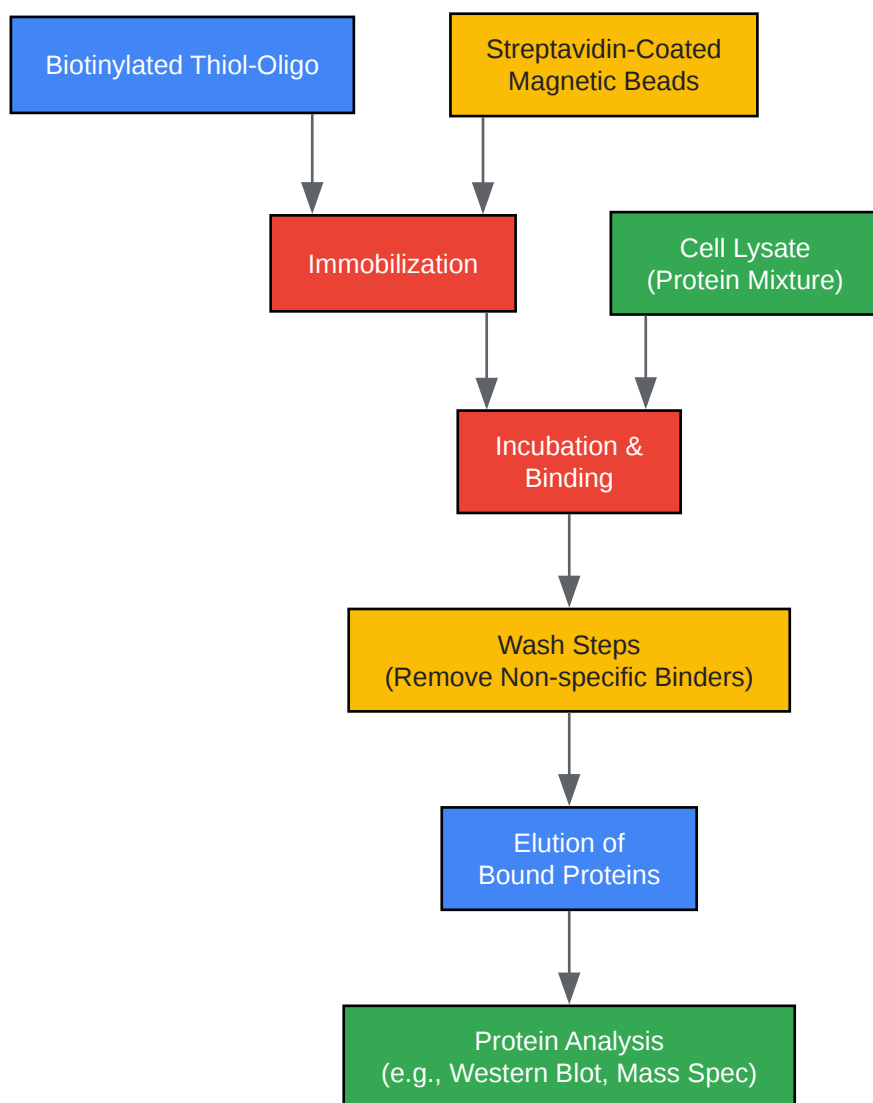 Biotinylated Thiol-Oligo
Streptavidin-Coated
Magnetic Beads
Immobilization
Cell Lysate
(Protein Mixture)
Incubation &
Binding
Wash Steps
(Remove Non-specific Binders)
Elution of
Bound Proteins
Protein Analysis
(e.g., Western Blot, Mass Spec)